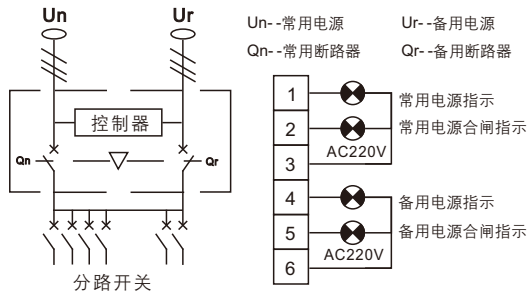 Un Ur
Un--常用电源 Ur--备用电源
Qn--常用断路器 Qr--备用断路器
控制器
Qn Qr
分路开关
1
常用电源指示
2
常用电源合闸指示
AC220V
3
4
备用电源指示
5
备用电源合闸指示
AC220V
6